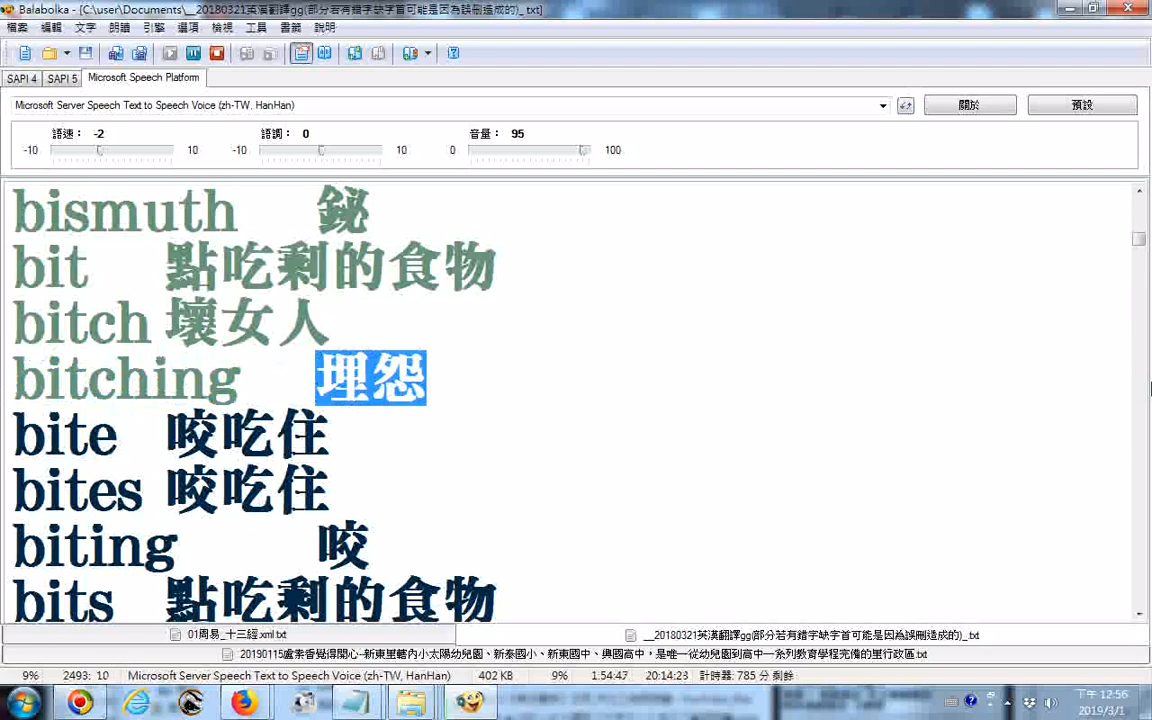 Balabolka - [C:\user\Documents\__20180321英漢翻譯gg(部分若有錯字缺字首可能是因為誤刪造成的)_.txt]
檔案 編輯 文字 朗讀 引擎 選項 檢視 工具 書籤 說明
SAPI 4 SAPI 5 Microsoft Speech Platform
Microsoft Server Speech Text to Speech Voice (zh-TW, HanHan) 關於 預設
語速： -2 語調： 0 音量： 95
-10 10 -10 10 0 100
bismuth 鉍
bit 點吃剩的食物
bitch 壞女人
bitching 埋怨
bite 咬吃住
bites 咬吃住
biting 咬
bits 點吃剩的食物
01周易_十三經.xml.txt __20180321英漢翻譯gg(部分若有錯字缺字首可能是因為誤刪造成的)_.txt
20190115盧素香覺得開心-新東里轄內小太陽幼兒園、新泰國小、新東國中、興國高中，是唯一從幼兒園到高中一系列教育學程完備的里行政區.txt
9% 2493: 10 Microsoft Server Speech Text to Speech Voice (zh-TW, HanHan) 402 KB 9% 1:54:47 20:14:23 計時器: 785 分 剩餘
下午 12:56
2019/3/1